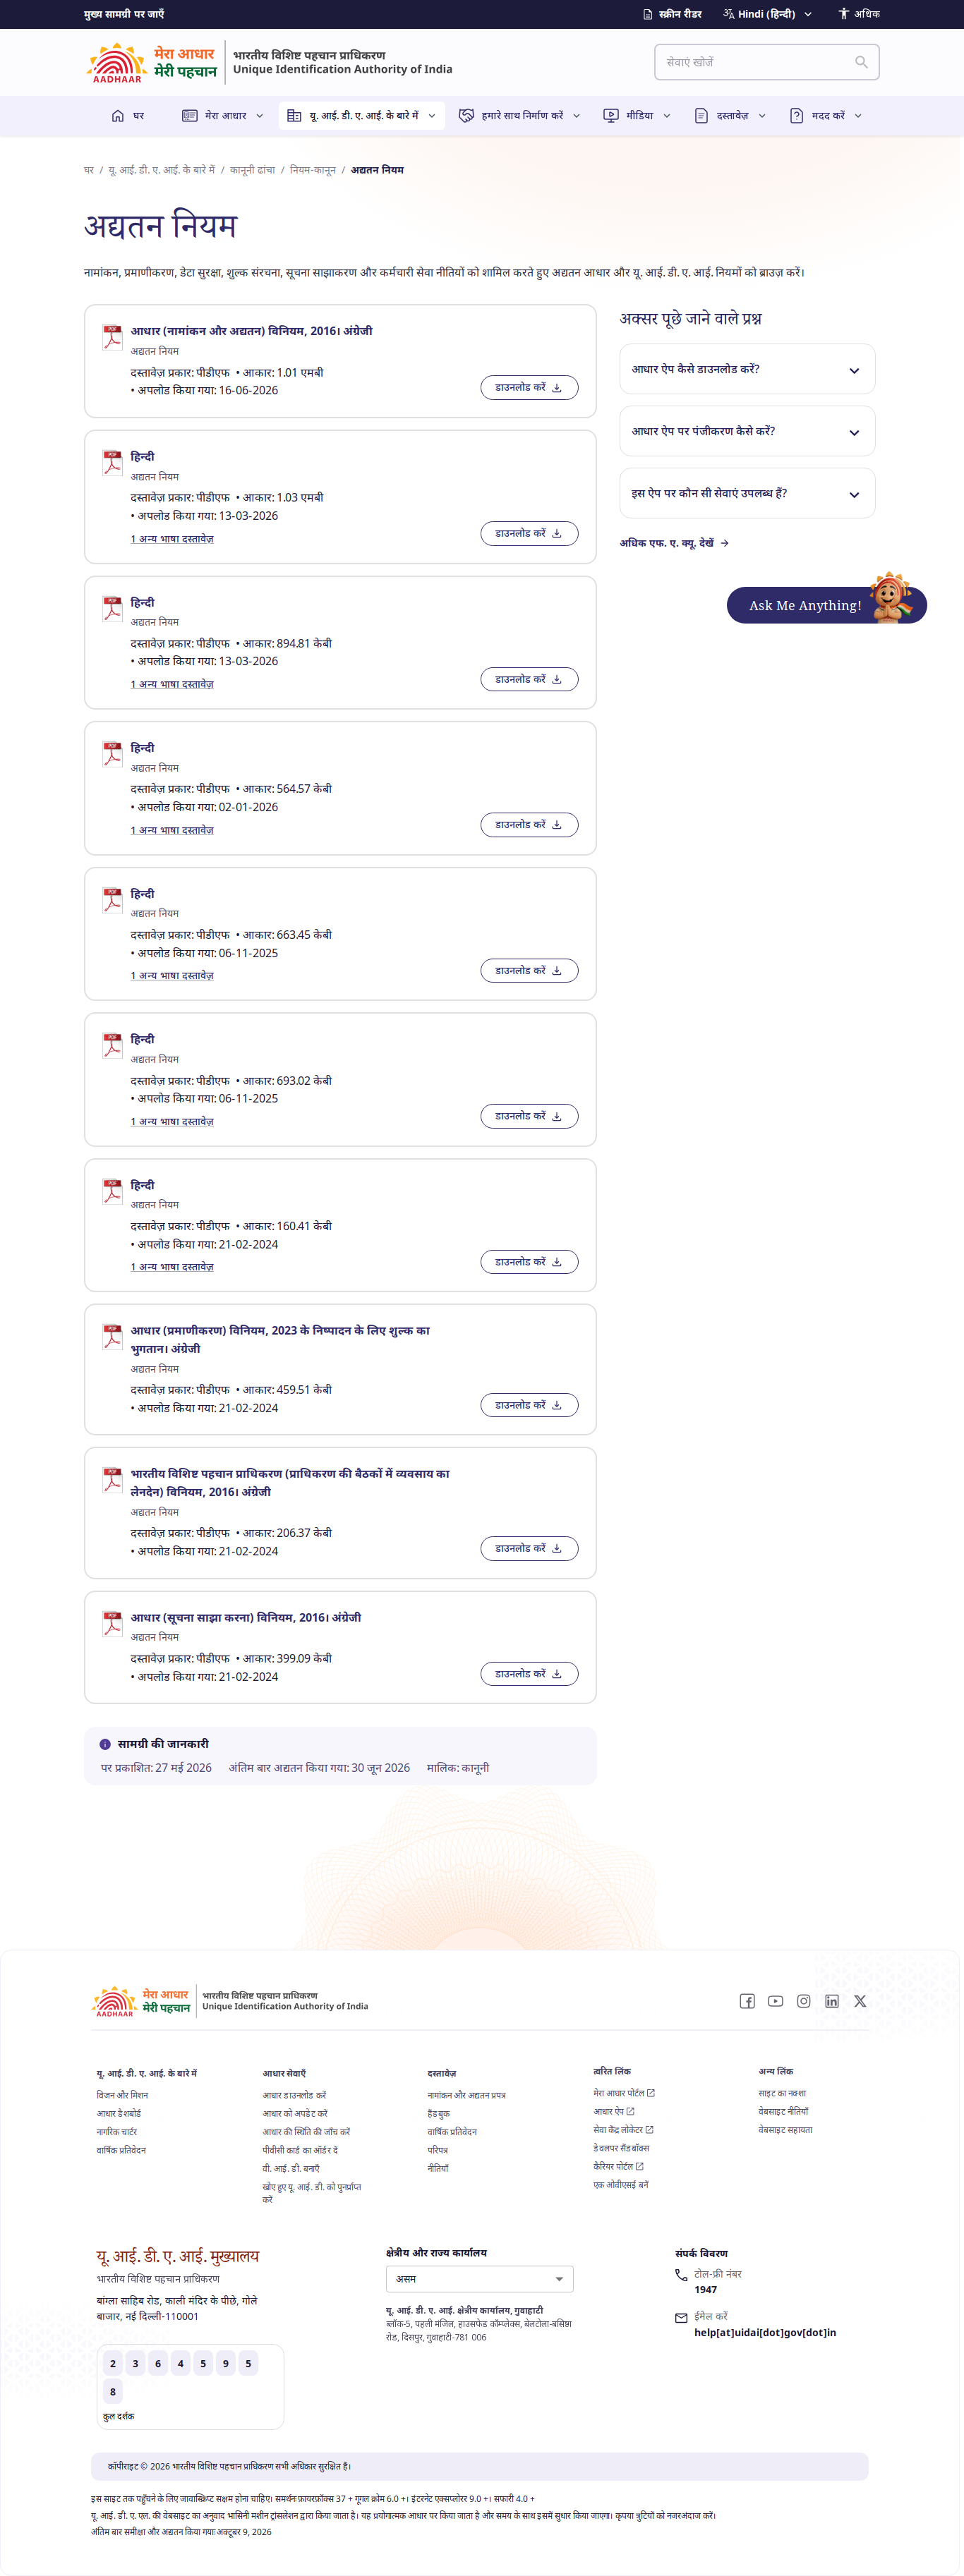 मुख्य सामग्री पर जाएँ
स्क्रीन रीडर
Hindi (हिन्दी)
अधिक
AADHAAR
मेरा आधार
मेरी पहचान
भारतीय विशिष्ट पहचान प्राधिकरण
Unique Identification Authority of India
सेवाएं खोजें
घर
मेरा आधार
यू. आई. डी. ए. आई. के बारे में
हमारे साथ निर्माण करें
मीडिया
दस्तावेज़
मदद करें
घर / यू. आई. डी. ए. आई. के बारे में / कानूनी ढांचा / नियम-कानून / अद्यतन नियम
अद्यतन नियम
नामांकन, प्रमाणीकरण, डेटा सुरक्षा, शुल्क संरचना, सूचना साझाकरण और कर्मचारी सेवा नीतियों को शामिल करते हुए अद्यतन आधार और यू. आई. डी. ए. आई. नियमों को ब्राउज़ करें।
आधार (नामांकन और अद्यतन) विनियम, 2016। अंग्रेजी
अद्यतन नियम
दस्तावेज़ प्रकार: पीडीएफ • आकार: 1.01 एमबी
• अपलोड किया गया: 16-06-2026
डाउनलोड करें
हिन्दी
अद्यतन नियम
दस्तावेज़ प्रकार: पीडीएफ • आकार: 1.03 एमबी
• अपलोड किया गया: 13-03-2026
1 अन्य भाषा दस्तावेज़
डाउनलोड करें
हिन्दी
अद्यतन नियम
दस्तावेज़ प्रकार: पीडीएफ • आकार: 894.81 केबी
• अपलोड किया गया: 13-03-2026
1 अन्य भाषा दस्तावेज़
डाउनलोड करें
हिन्दी
अद्यतन नियम
दस्तावेज़ प्रकार: पीडीएफ • आकार: 564.57 केबी
• अपलोड किया गया: 02-01-2026
1 अन्य भाषा दस्तावेज़
डाउनलोड करें
हिन्दी
अद्यतन नियम
दस्तावेज़ प्रकार: पीडीएफ • आकार: 663.45 केबी
• अपलोड किया गया: 06-11-2025
1 अन्य भाषा दस्तावेज़
डाउनलोड करें
हिन्दी
अद्यतन नियम
दस्तावेज़ प्रकार: पीडीएफ • आकार: 693.02 केबी
• अपलोड किया गया: 06-11-2025
1 अन्य भाषा दस्तावेज़
डाउनलोड करें
हिन्दी
अद्यतन नियम
दस्तावेज़ प्रकार: पीडीएफ • आकार: 160.41 केबी
• अपलोड किया गया: 21-02-2024
1 अन्य भाषा दस्तावेज़
डाउनलोड करें
आधार (प्रमाणीकरण) विनियम, 2023 के निष्पादन के लिए शुल्क का
भुगतान। अंग्रेजी
अद्यतन नियम
दस्तावेज़ प्रकार: पीडीएफ • आकार: 459.51 केबी
• अपलोड किया गया: 21-02-2024
डाउनलोड करें
भारतीय विशिष्ट पहचान प्राधिकरण (प्राधिकरण की बैठकों में व्यवसाय का
लेनदेन) विनियम, 2016। अंग्रेजी
अद्यतन नियम
दस्तावेज़ प्रकार: पीडीएफ • आकार: 206.37 केबी
• अपलोड किया गया: 21-02-2024
डाउनलोड करें
आधार (सूचना साझा करना) विनियम, 2016। अंग्रेजी
अद्यतन नियम
दस्तावेज़ प्रकार: पीडीएफ • आकार: 399.09 केबी
• अपलोड किया गया: 21-02-2024
डाउनलोड करें
अक्सर पूछे जाने वाले प्रश्न
आधार ऐप कैसे डाउनलोड करें?
आधार ऐप पर पंजीकरण कैसे करें?
इस ऐप पर कौन सी सेवाएं उपलब्ध हैं?
अधिक एफ. ए. क्यू. देखें
Ask Me Anything!
सामग्री की जानकारी
पर प्रकाशित: 27 मई 2026 अंतिम बार अद्यतन किया गया: 30 जून 2026 मालिक: कानूनी
AADHAAR
मेरा आधार
मेरी पहचान
भारतीय विशिष्ट पहचान प्राधिकरण
Unique Identification Authority of India
यू. आई. डी. ए. आई. के बारे में
विजन और मिशन
आधार डैशबोर्ड
नागरिक चार्टर
वार्षिक प्रतिवेदन
आधार सेवाएँ
आधार डाउनलोड करें
आधार को अपडेट करें
आधार की स्थिति की जाँच करें
पीवीसी कार्ड का ऑर्डर दें
वी. आई. डी. बनाएँ
खोए हुए यू. आई. डी. को पुनर्प्राप्त
करें
दस्तावेज़
नामांकन और अद्यतन प्रपत्र
हैंडबुक
वार्षिक प्रतिवेदन
परिपत्र
नीतियाँ
त्वरित लिंक
मेरा आधार पोर्टल
आधार ऐप
सेवा केंद्र लोकेटर
डेवलपर सैंडबॉक्स
कैरियर पोर्टल
एक ओवीएसई बनें
अन्य लिंक
साइट का नक्शा
वेबसाइट नीतियाँ
वेबसाइट सहायता
यू. आई. डी. ए. आई. मुख्यालय
भारतीय विशिष्ट पहचान प्राधिकरण
बांग्ला साहिब रोड, काली मंदिर के पीछे, गोले
बाजार, नई दिल्ली-110001
2 3 6 4 5 9 5
8
कुल दर्शक
क्षेत्रीय और राज्य कार्यालय
असम
यू. आई. डी. ए. आई. क्षेत्रीय कार्यालय, गुवाहाटी
ब्लॉक-5, पहली मंजिल, हाउसफेड कॉम्प्लेक्स, बेलटोला-बसिष्ठा
रोड, दिसपुर, गुवाहाटी-781 006
संपर्क विवरण
टोल-फ्री नंबर
1947
ईमेल करें
help[at]uidai[dot]gov[dot]in
कॉपीराइट © 2026 भारतीय विशिष्ट पहचान प्राधिकरण सभी अधिकार सुरक्षित हैं।
इस साइट तक पहुँचने के लिए जावास्क्रिप्ट सक्षम होना चाहिए। समर्थनः फ़ायरफ़ॉक्स 37 + गूगल क्रोम 6.0 +। इंटरनेट एक्सप्लोरर 9.0 +। सफारी 4.0 +
यू. आई. डी. ए. एल. की वेबसाइट का अनुवाद भासिनी मशीन ट्रांसलेशन द्वारा किया जाता है। यह प्रयोगात्मक आधार पर किया जाता है और समय के साथ इसमें सुधार किया जाएगा। कृपया त्रुटियों को नजरअंदाज करें।
अंतिम बार समीक्षा और अद्यतन किया गयाः अक्टूबर 9, 2026